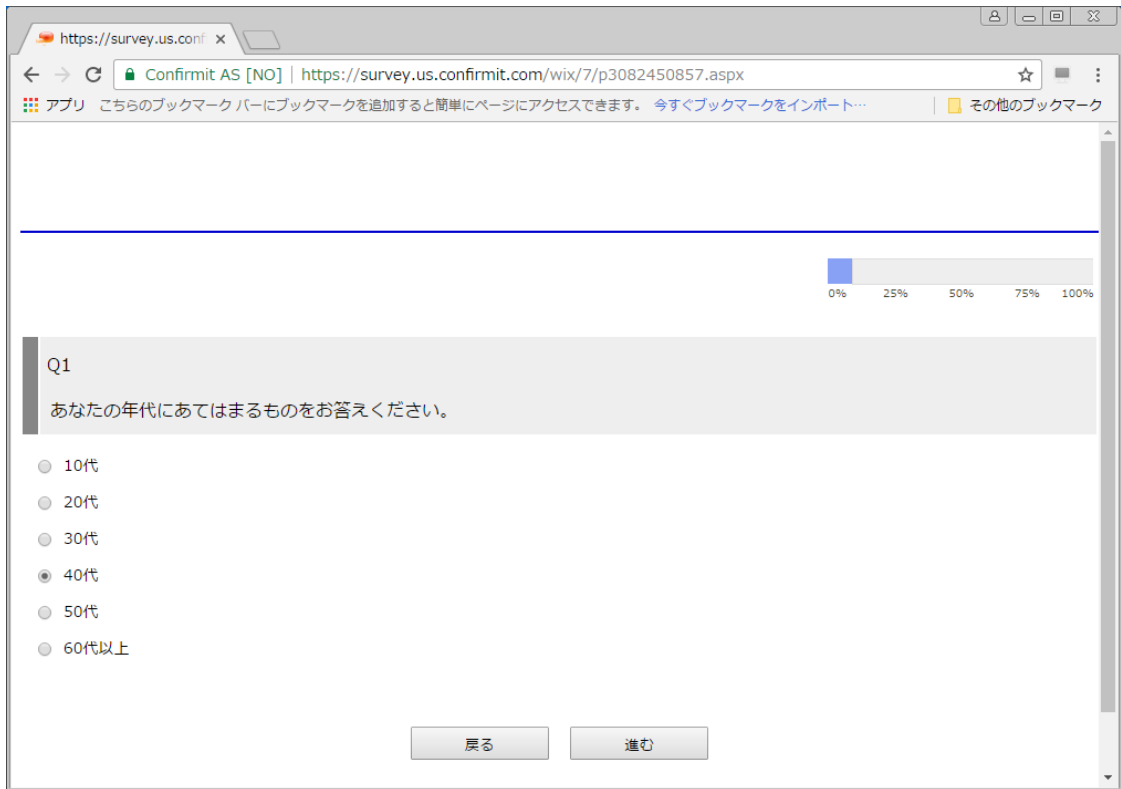 https://survey.us.conf
Confirmit AS [NO] https://survey.us.confirmit.com/wix/7/p3082450857.aspx
アプリ こちらのブックマーク バーにブックマークを追加すると簡単にページにアクセスできます。 今すぐブックマークをインポート… その他のブックマーク
0% 25% 50% 75% 100%
Q1
あなたの年代にあてはまるものをお答えください。
10代
20代
30代
40代
50代
60代以上
戻る 進む